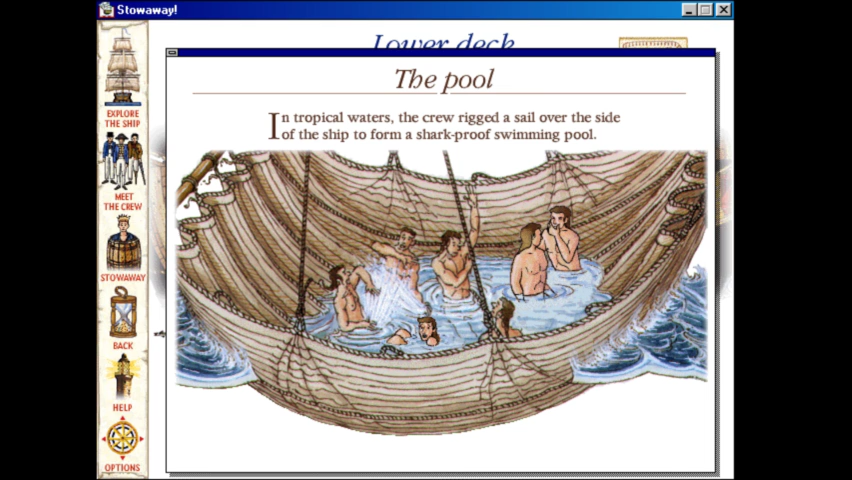 Stowaway!
Lower deck
The pool
In tropical waters, the crew rigged a sail over the side
of the ship to form a shark-proof swimming pool.
EXPLORE
THE SHIP
MEET
THE CREW
STOWAWAY
BACK
HELP
OPTIONS